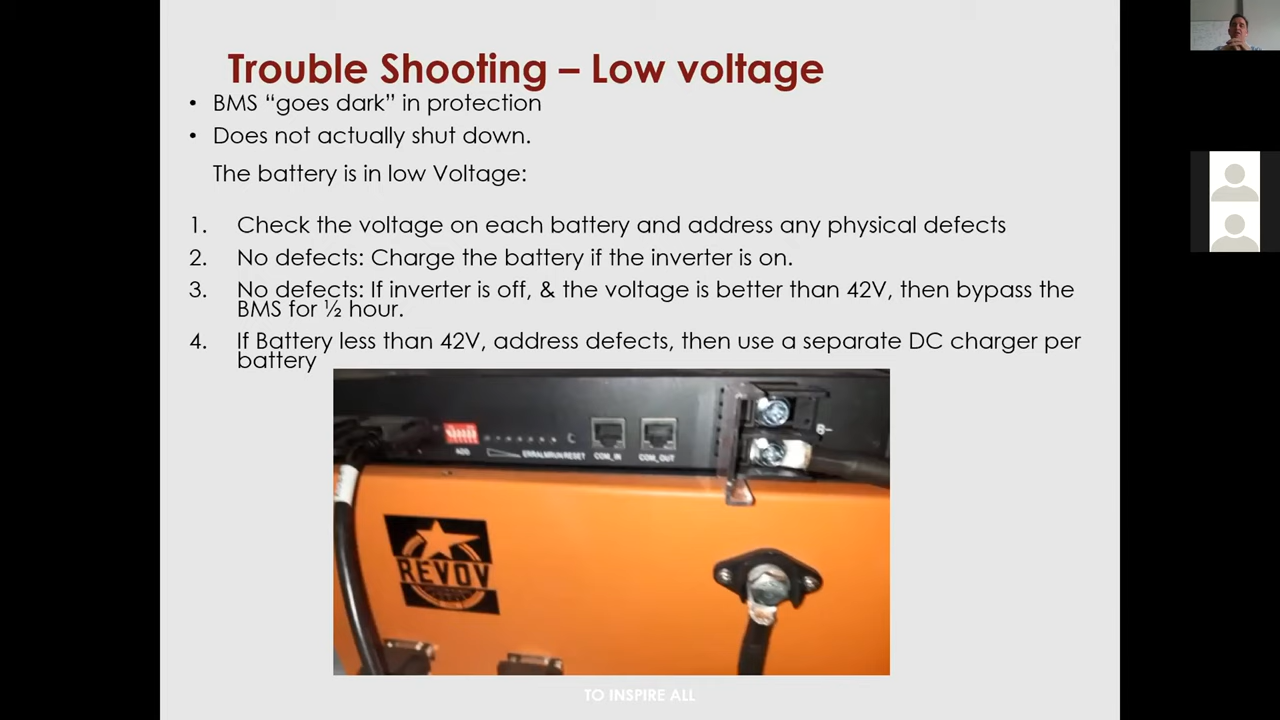 Trouble Shooting – Low voltage
• BMS “goes dark” in protection
• Does not actually shut down.
The battery is in low Voltage:
1. Check the voltage on each battery and address any physical defects
2. No defects: Charge the battery if the inverter is on.
3. No defects: If inverter is off, & the voltage is better than 42V, then bypass the
BMS for ½ hour.
4. If Battery less than 42V, address defects, then use a separate DC charger per
battery
B-
ADD RUN RESET COM_IN COM_OUT
REVOV
TO INSPIRE ALL